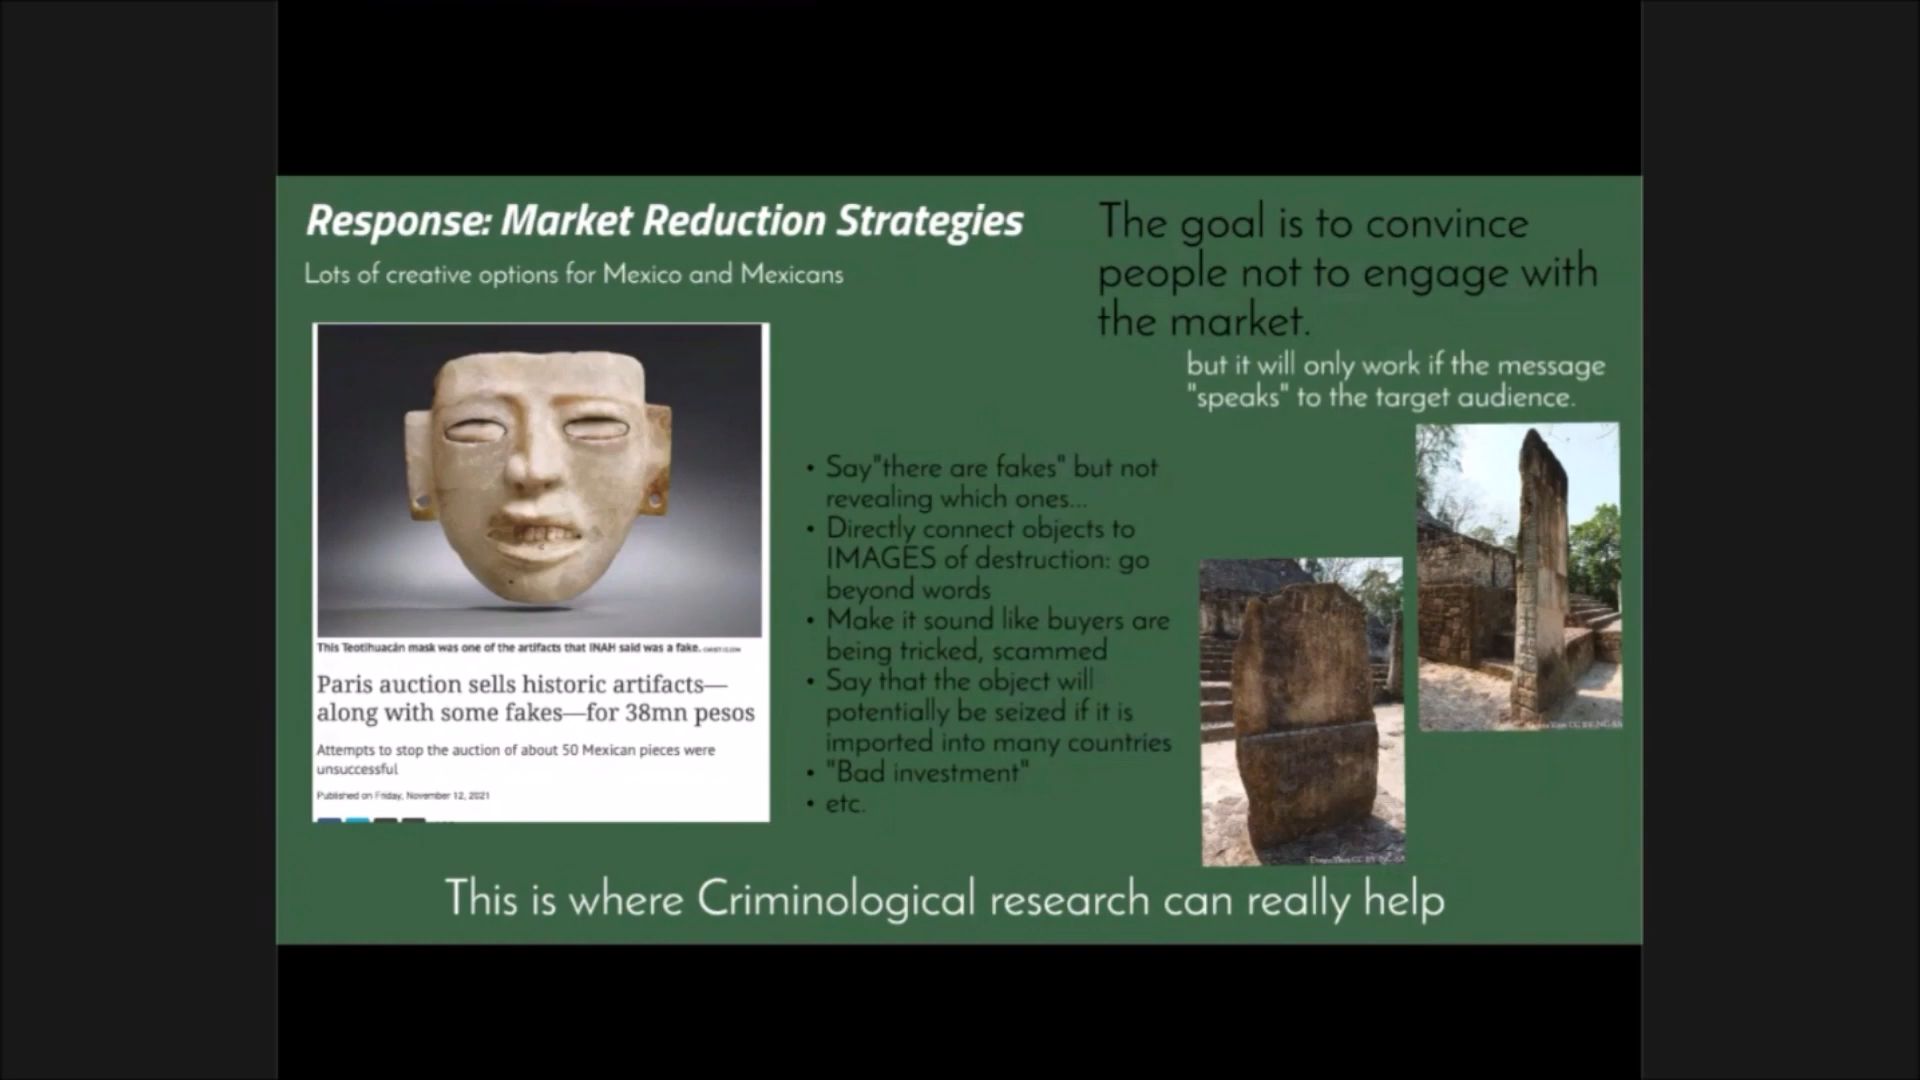 Response: Market Reduction Strategies
Lots of creative options for Mexico and Mexicans
The goal is to convince
people not to engage with
the market.
but it will only work if the message
"speaks" to the target audience.
This Teotihuacán mask was one of the artifacts that INAH said was a fake.
Paris auction sells historic artifacts—
along with some fakes—for 38mn pesos
Attempts to stop the auction of about 50 Mexican pieces were
unsuccessful
Published on Friday, November 12, 2021
• Say"there are fakes" but not
revealing which ones...
• Directly connect objects to
IMAGES of destruction: go
beyond words
• Make it sound like buyers are
being tricked, scammed
• Say that the object will
potentially be seized if it is
imported into many countries
• "Bad investment"
• etc.
This is where Criminological research can really help